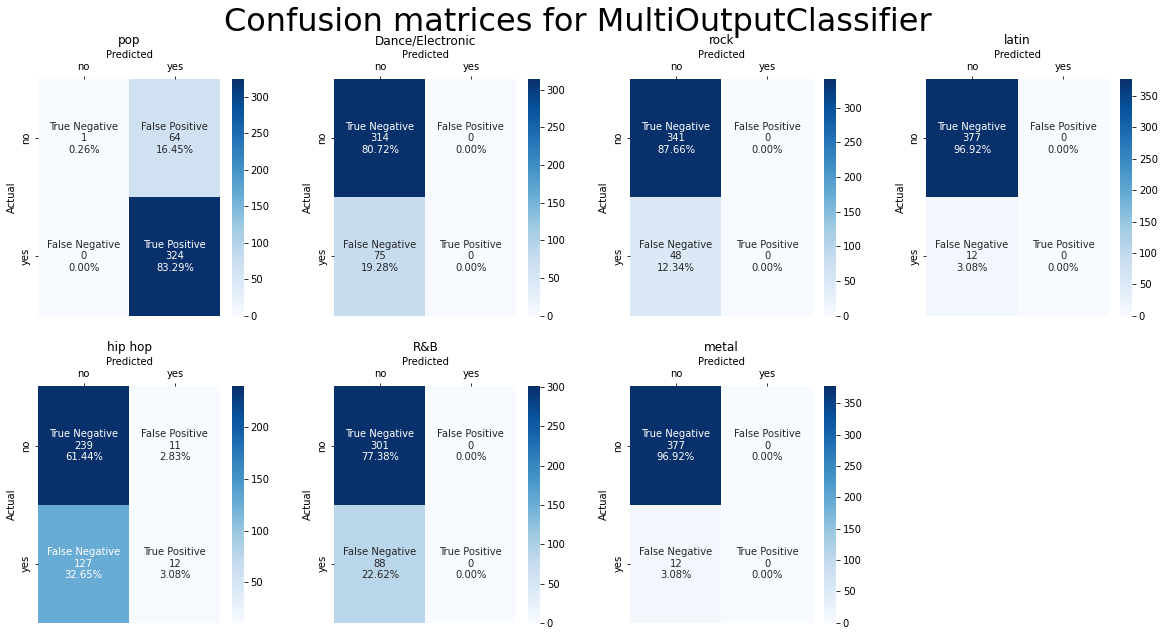 Confusion matrices for MultiOutputClassifier
pop
Predicted
no yes
Actual
no
yes
True Negative
1
0.26%
False Positive
64
16.45%
False Negative
0
0.00%
True Positive
324
83.29%
300
250
200
150
100
50
0
Dance/Electronic
Predicted
no yes
Actual
no
yes
True Negative
314
80.72%
False Positive
0
0.00%
False Negative
75
19.28%
True Positive
0
0.00%
300
250
200
150
100
50
0
rock
Predicted
no yes
Actual
no
yes
True Negative
341
87.66%
False Positive
0
0.00%
False Negative
48
12.34%
True Positive
0
0.00%
300
250
200
150
100
50
0
latin
Predicted
no yes
Actual
no
yes
True Negative
377
96.92%
False Positive
0
0.00%
False Negative
12
3.08%
True Positive
0
0.00%
350
300
250
200
150
100
50
0
hip hop
Predicted
no yes
Actual
no
yes
True Negative
239
61.44%
False Positive
11
2.83%
False Negative
127
32.65%
True Positive
12
3.08%
200
150
100
50
R&B
Predicted
no yes
Actual
no
yes
True Negative
301
77.38%
False Positive
0
0.00%
False Negative
88
22.62%
True Positive
0
0.00%
300
250
200
150
100
50
0
metal
Predicted
no yes
Actual
no
yes
True Negative
377
96.92%
False Positive
0
0.00%
False Negative
12
3.08%
True Positive
0
0.00%
350
300
250
200
150
100
50
0